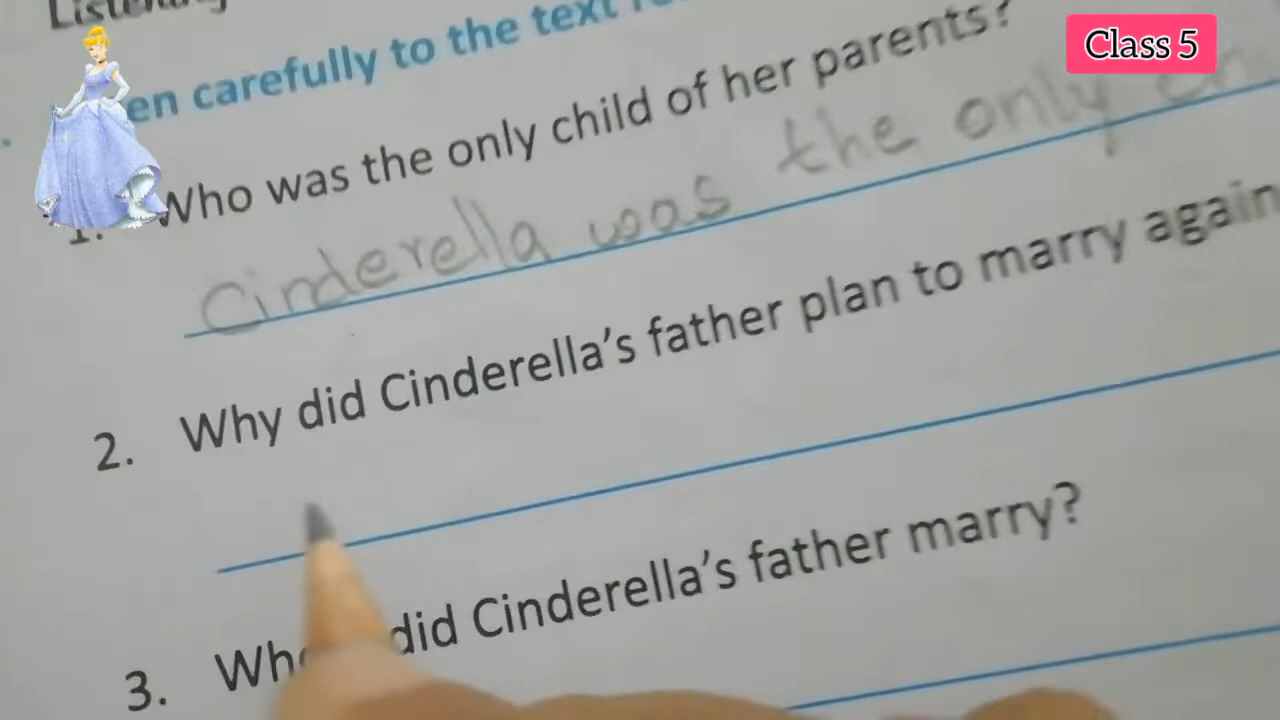 Listening
en carefully to the text
Class 5
1. Who was the only child of her parents?
Cinderella was the only
2. Why did Cinderella's father plan to marry again
3. did Cinderella's father marry?